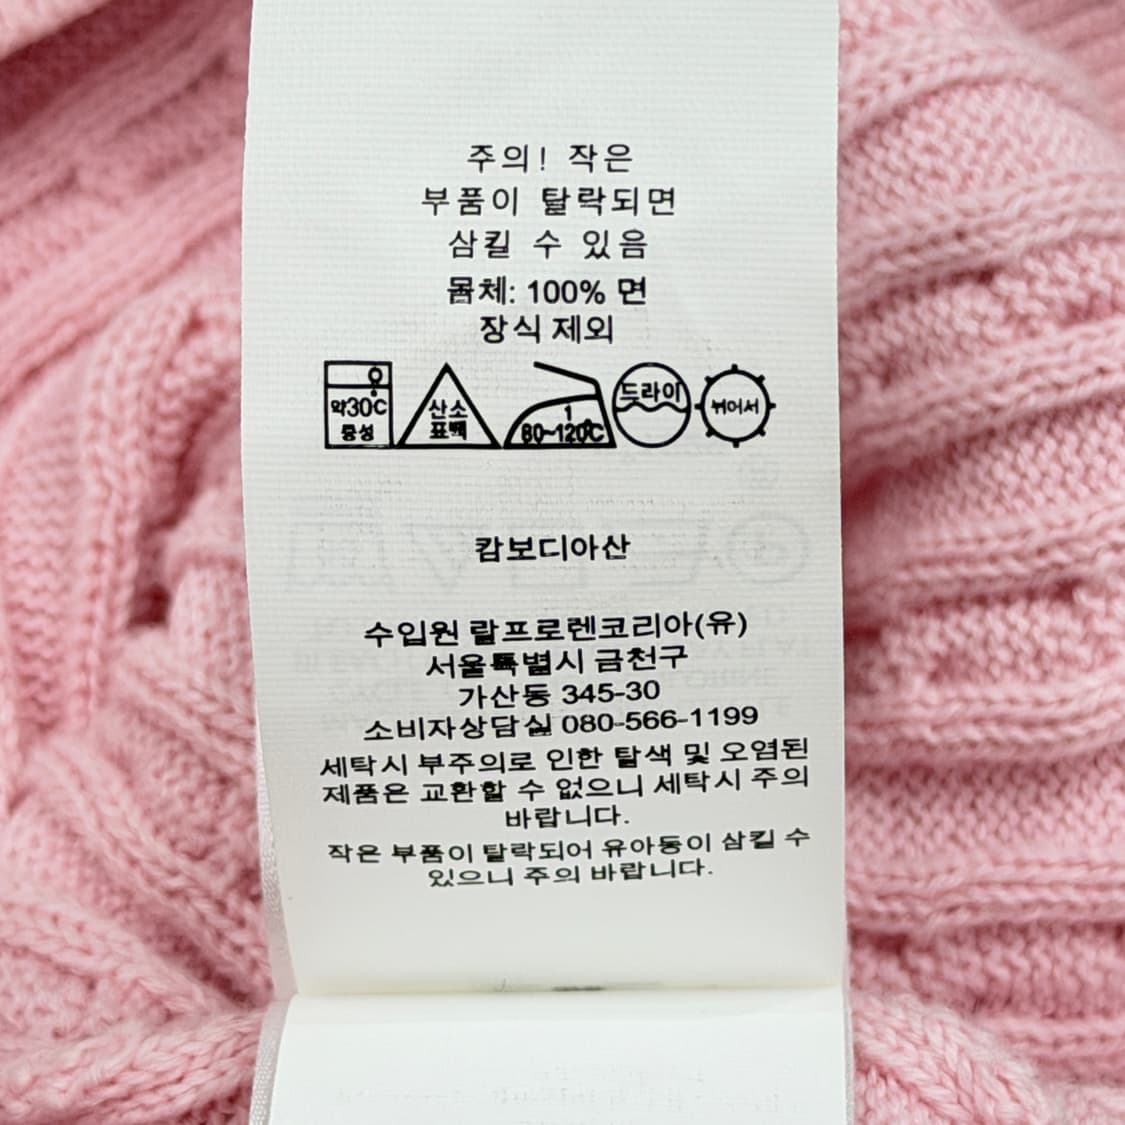 주의! 작은
부품이 탈락되면
삼킬 수 있음
몸체: 100% 면
장식 제외
약30℃
중성
산소
표백
1
80~120℃
드라이
뉘어서
캄보디아산
수입원 랄프로렌코리아(유)
서울특별시 금천구
가산동 345-30
소비자상담실 080-566-1199
세탁시 부주의로 인한 탈색 및 오염된
제품은 교환할 수 없으니 세탁시 주의
바랍니다.
작은 부품이 탈락되어 유아동이 삼킬 수
있으니 주의 바랍니다.